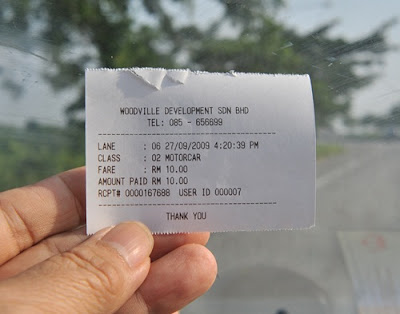 WOODVILLE DEVELOPMENT SDN BHD
TEL: 085 - 656699
LANE : 06 27/09/2009 4:20:39 PM
CLASS : 02 MOTORCAR
FARE : RM 10.00
AMOUNT PAID RM 10.00
RCPT# 0000167688 USER ID 000007
THANK YOU